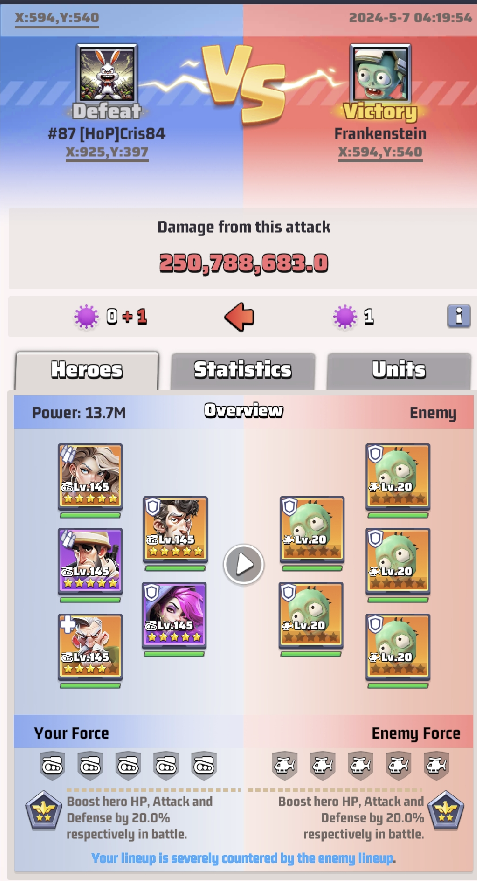 X:594,Y:540
2024-5-7 04:19:54
VS
Defeat
Victory
#87 [HoP]Cris84
Frankenstein
X:925,Y:397
X:594,Y:540
Damage from this attack
250,788,683.0
0 + 1
1
i
Heroes
Statistics
Units
Power: 13.7M
Overview
Enemy
Lv.145
Lv.20
Lv.145
Lv.20
Lv.145
Lv.20
Lv.145
Lv.20
Lv.145
Lv.20
Your Force
Enemy Force
Boost hero HP, Attack and
Defense by 20.0%
respectively in battle.
Boost hero HP, Attack and
Defense by 20.0%
respectively in battle.
Your lineup is severely countered by the enemy lineup.